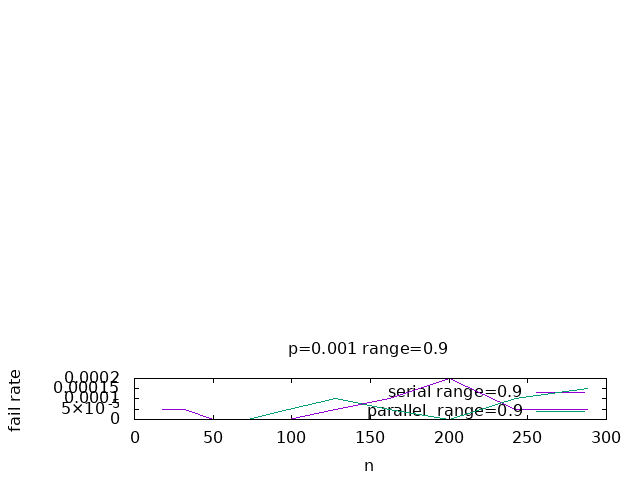 p=0.001 range=0.9
fail rate
0.0002
0.00015
0.0001
5×10⁻⁵
0
serial range=0.9
parallel range=0.9
0 50 100 150 200 250 300
n